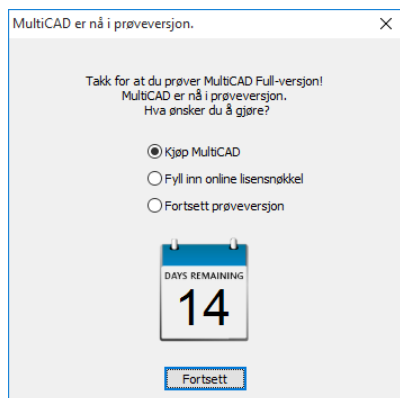 MultiCAD er nå i prøveversjon.
Takk for at du prøver MultiCAD Full-versjon!
MultiCAD er nå i prøveversjon.
Hva ønsker du å gjøre?
Kjøp MultiCAD
Fyll inn online lisensnøkkel
Fortsett prøveversjon
DAYS REMAINING
14
Fortsett